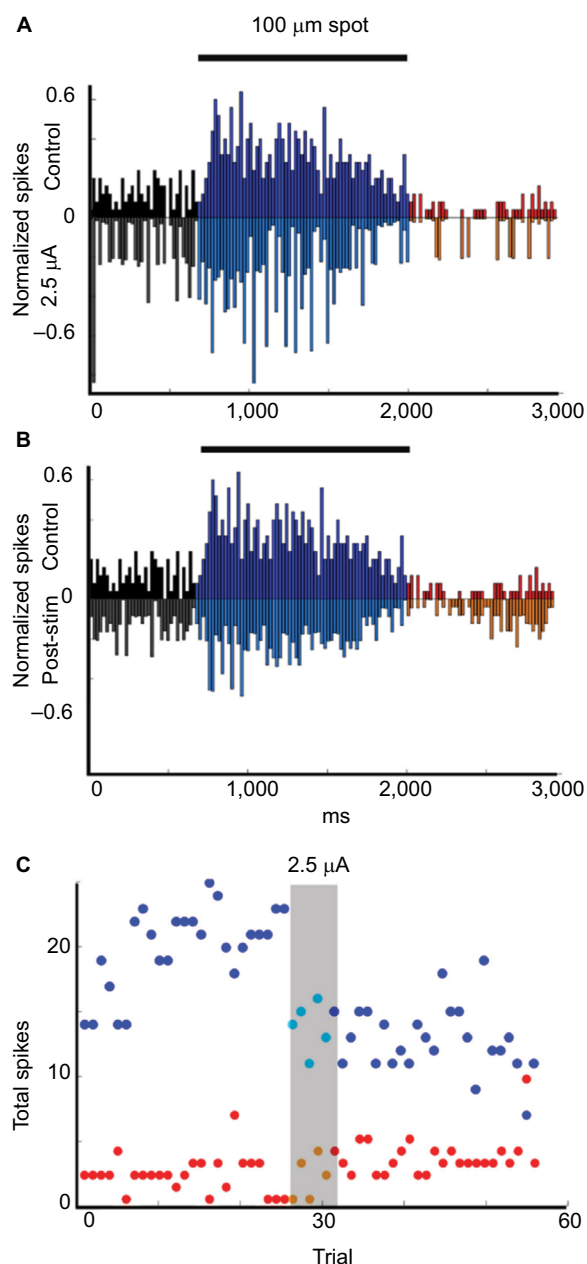 A
100 μm spot
Normalized spikes
2.5 μA Control
0.6
0
–0.6
0 1,000 2,000 3,000
B
Normalized spikes
Post-stim Control
0.6
0
–0.6
0 1,000 2,000 3,000
ms
C
2.5 μA
Total spikes
20
10
0
0 30 60
Trial